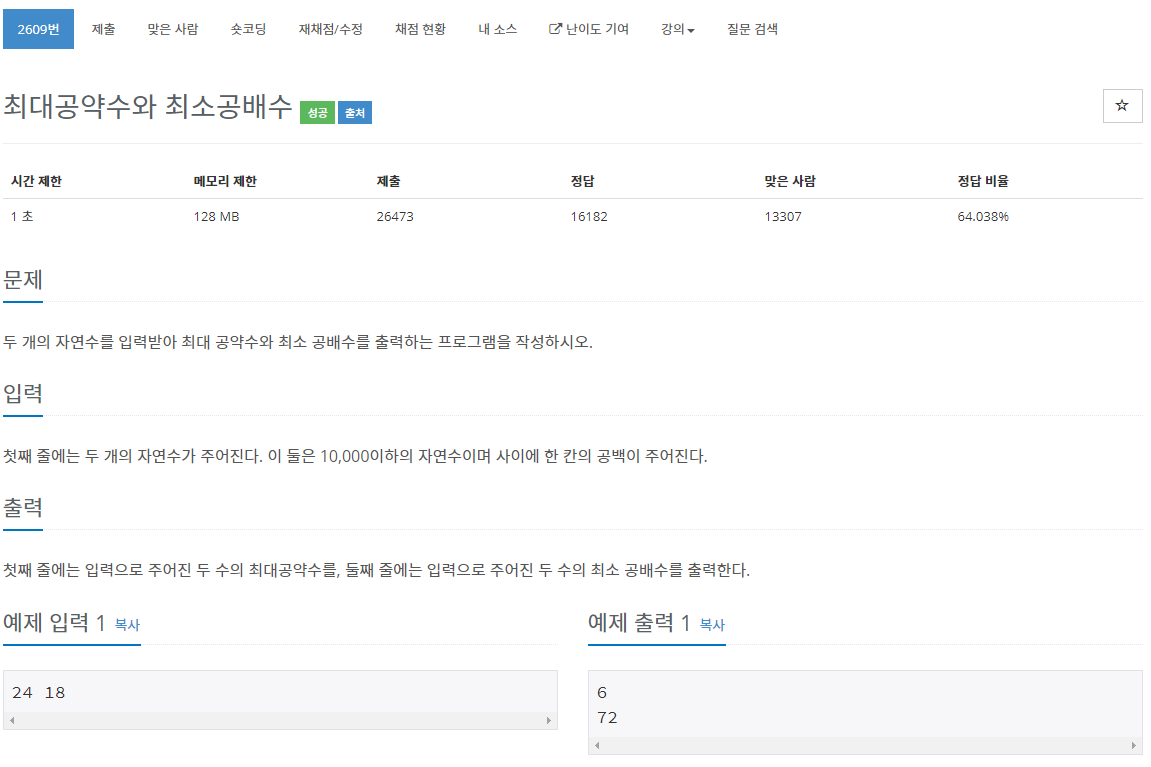 2609번 제출 맞은 사람 숏코딩 재채점/수정 채점 현황 내 소스 난이도 기여 강의 질문 검색
최대공약수와 최소공배수 성공 출처
시간 제한 메모리 제한 제출 정답 맞은 사람 정답 비율
1 초 128 MB 26473 16182 13307 64.038%
문제
두 개의 자연수를 입력받아 최대 공약수와 최소 공배수를 출력하는 프로그램을 작성하시오.
입력
첫째 줄에는 두 개의 자연수가 주어진다. 이 둘은 10,000이하의 자연수이며 사이에 한 칸의 공백이 주어진다.
출력
첫째 줄에는 입력으로 주어진 두 수의 최대공약수를, 둘째 줄에는 입력으로 주어진 두 수의 최소 공배수를 출력한다.
예제 입력 1 복사
24 18
예제 출력 1 복사
6
72